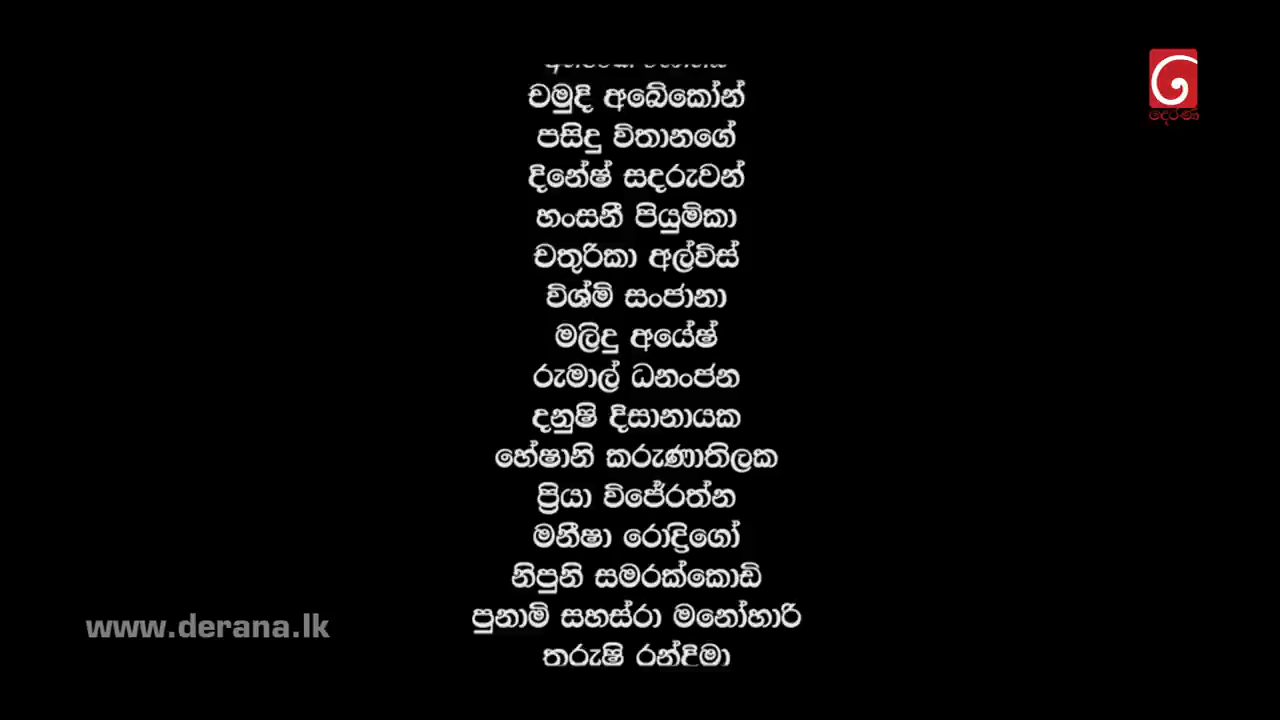 දෙරණ
චමුදි අබේකෝන්
පසිඳු විතානගේ
දිනේෂ් සදරුවන්
හංසනී පියුමිකා
චතුරිකා අල්විස්
විශ්මි සංජානා
මලිඳු අයේෂ්
රුමාල් ධනංජන
දනුෂි දිසානායක
හේෂානි කරුණාතිලක
ප්‍රියා විජේරත්න
මනීෂා රොද්‍රිගෝ
නිපුනි සමරක්කොඩි
පුනාමි සහස්රා මනෝහාරි
තරුෂි රන්දිමා
www.derana.lk